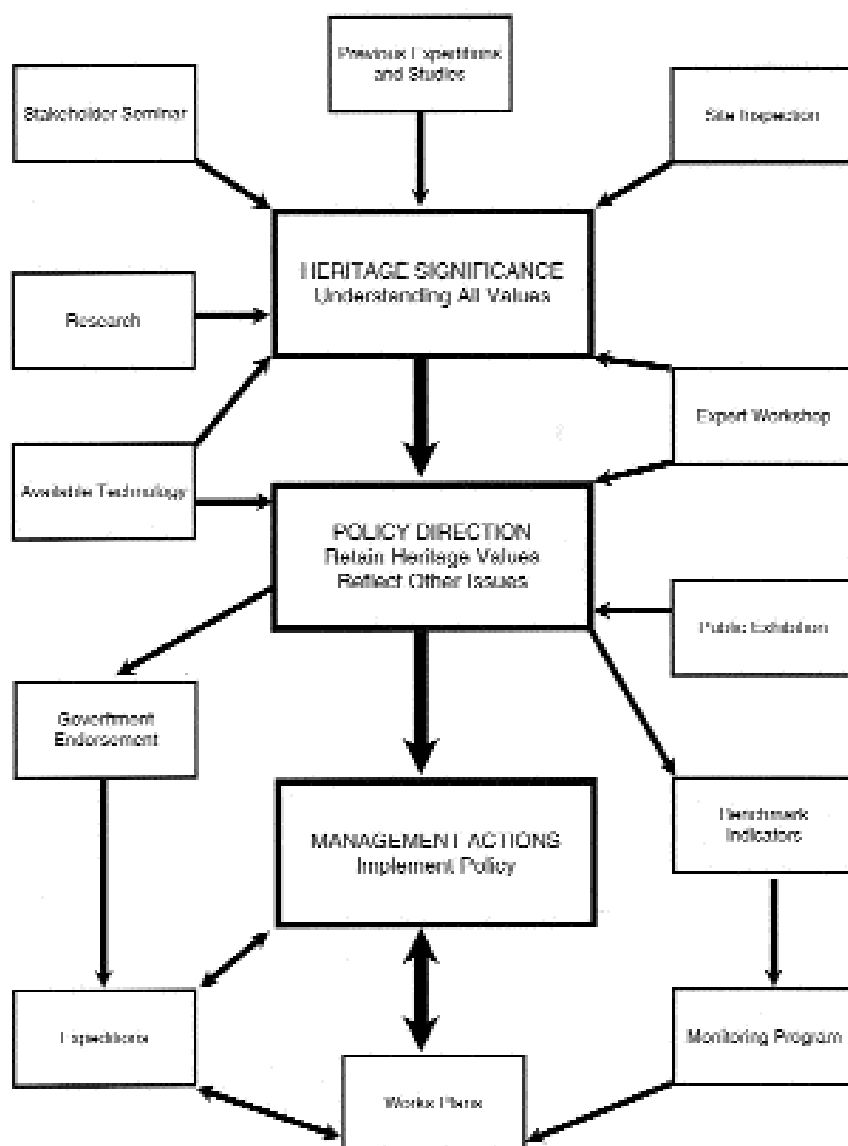 Previous Expeditions
and Studies
Stakeholder Seminar
Site Inspection
HERITAGE SIGNIFICANCE
Understanding All Values
Research
Expert Workshop
Available Technology
POLICY DIRECTION
Retain Heritage Values
Reflect Other Issues
Public Exhibition
Government
Endorsement
Benchmark
Indicators
MANAGEMENT ACTIONS
Implement Policy
Expeditions
Monitoring Program
Works Plans